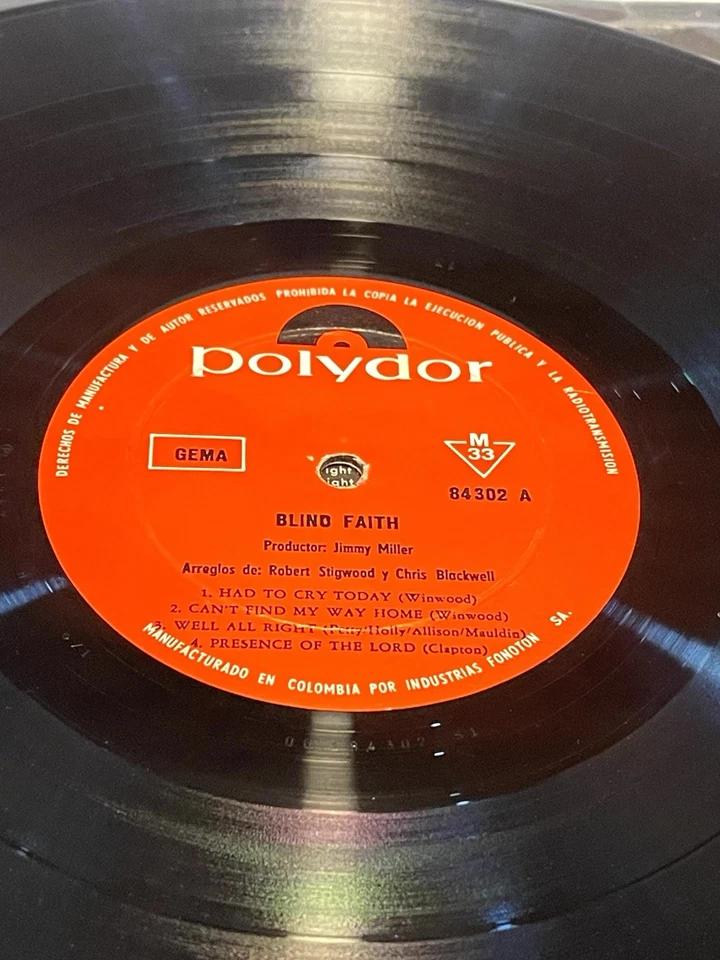 DERECHOS DE MANUFACTURA Y DE AUTOR RESERVADOS PROHIBIDA LA COPIA LA EJECUCION PUBLICA Y LA RADIOTRANSMISION
polydor
GEMA
M
33
ight
ight
84302 A
BLIND FAITH
Productor: Jimmy Miller
Arreglos de: Robert Stigwood y Chris Blackwell
1. HAD TO CRY TODAY (Winwood)
2. CAN'T FIND MY WAY HOME (Winwood)
3. WELL ALL RIGHT (Petty/Holly/Allison/Mauldin)
4. PRESENCE OF THE LORD (Clapton)
MANUFACTURADO EN COLOMBIA POR INDUSTRIAS FONOTON SA.